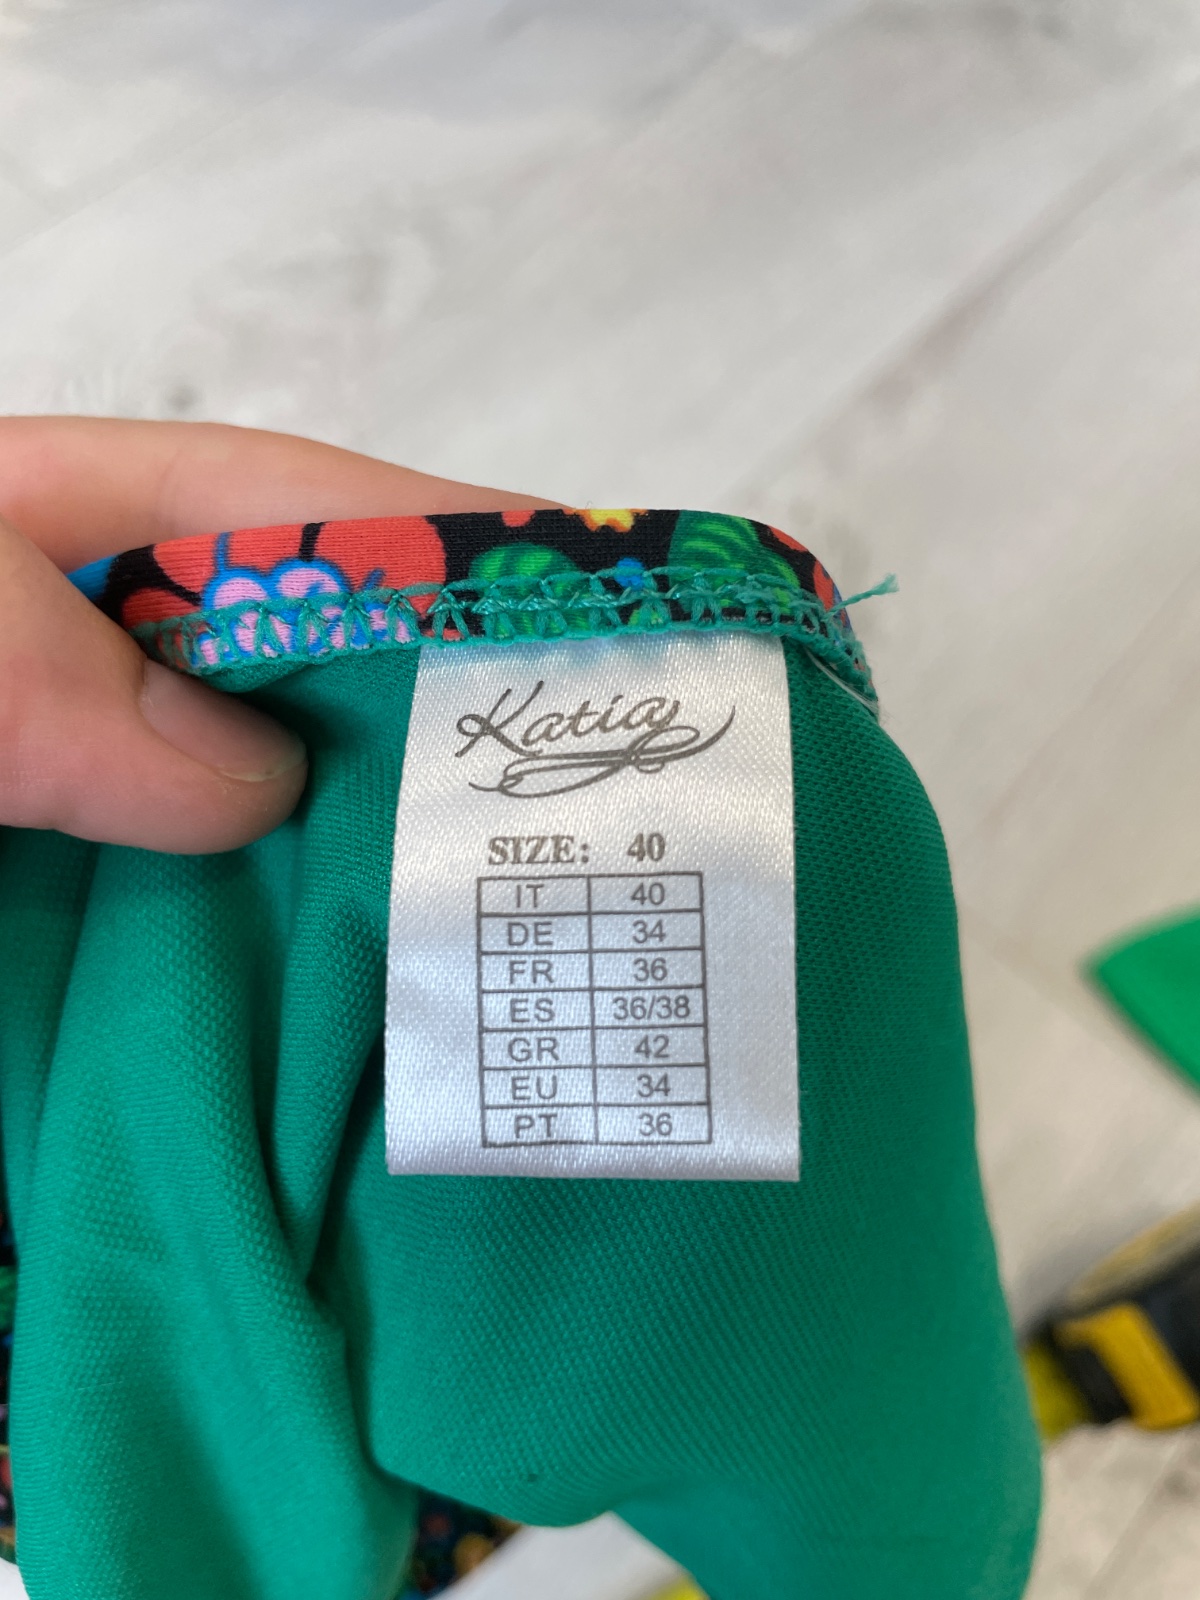 Katia
SIZE: 40
IT 40
DE 34
FR 36
ES 36/38
GR 42
EU 34
PT 36